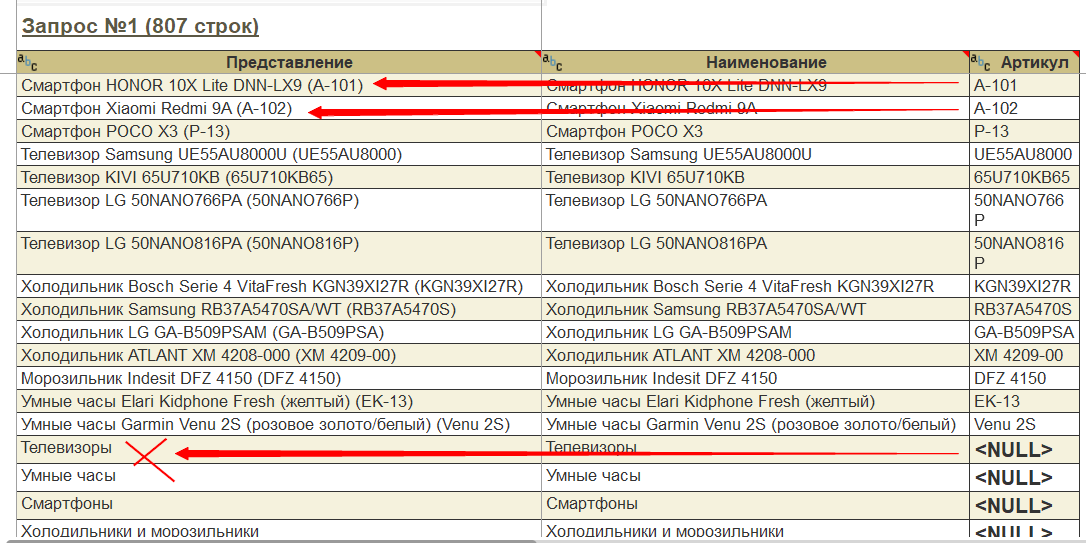 Запрос №1 (807 строк)
Представление Наименование Артикул
Смартфон HONOR 10X Lite DNN-LX9 (A-101) Смартфон HONOR 10X Lite DNN-LX9 A-101
Смартфон Xiaomi Redmi 9A (A-102) Смартфон Xiaomi Redmi 9A A-102
Смартфон POCO X3 (P-13) Смартфон POCO X3 P-13
Телевизор Samsung UE55AU8000U (UE55AU8000) Телевизор Samsung UE55AU8000U UE55AU8000
Телевизор KIVI 65U710KB (65U710KB65) Телевизор KIVI 65U710KB 65U710KB65
Телевизор LG 50NANO766PA (50NANO766P) Телевизор LG 50NANO766PA 50NANO766
P
Телевизор LG 50NANO816PA (50NANO816P) Телевизор LG 50NANO816PA 50NANO816
P
Холодильник Bosch Serie 4 VitaFresh KGN39XI27R (KGN39XI27R) Холодильник Bosch Serie 4 VitaFresh KGN39XI27R KGN39XI27R
Холодильник Samsung RB37A5470SA/WT (RB37A5470S) Холодильник Samsung RB37A5470SA/WT RB37A5470S
Холодильник LG GA-B509PSAM (GA-B509PSA) Холодильник LG GA-B509PSAM GA-B509PSA
Холодильник ATLANT ХМ 4208-000 (ХМ 4209-00) Холодильник ATLANT ХМ 4208-000 ХМ 4209-00
Морозильник Indesit DFZ 4150 (DFZ 4150) Морозильник Indesit DFZ 4150 DFZ 4150
Умные часы Elari Kidphone Fresh (желтый) (EK-13) Умные часы Elari Kidphone Fresh (желтый) EK-13
Умные часы Garmin Venu 2S (розовое золото/белый) (Venu 2S) Умные часы Garmin Venu 2S (розовое золото/белый) Venu 2S
Телевизоры Телевизоры <NULL>
Умные часы Умные часы <NULL>
Смартфоны Смартфоны <NULL>
Холодильники и морозильники Холодильники и морозильники <NULL>